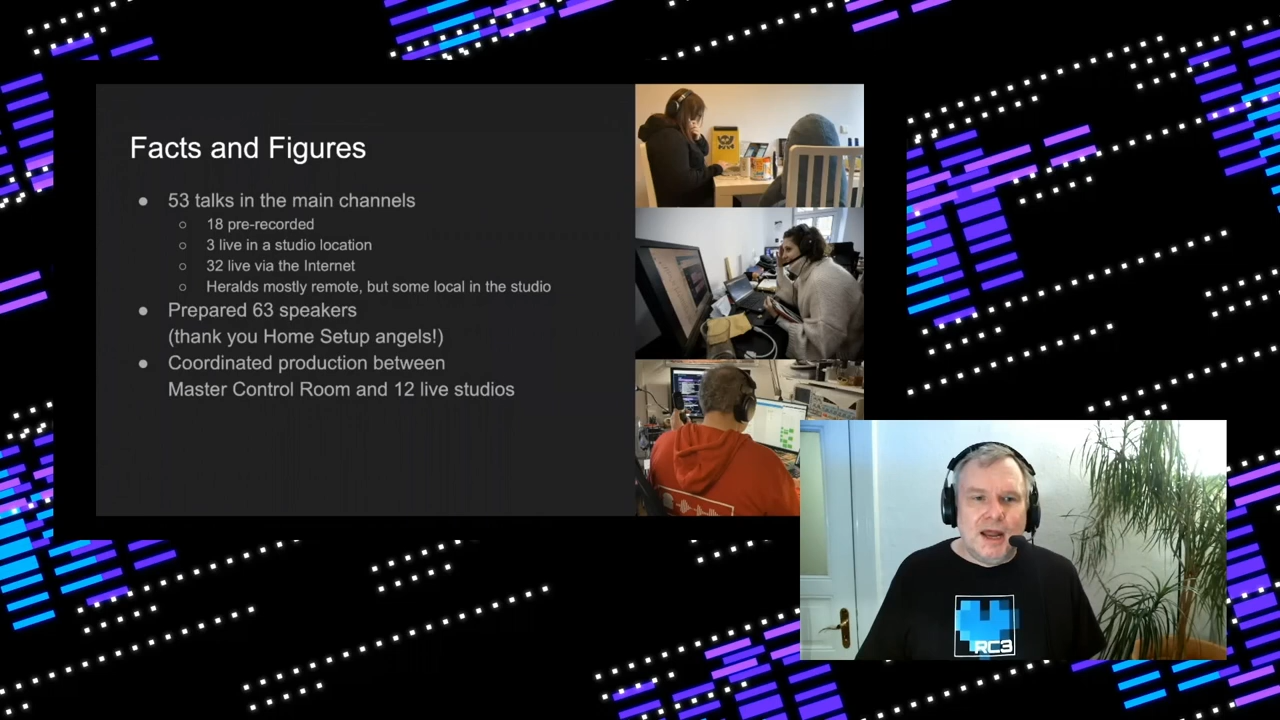 Facts and Figures
● 53 talks in the main channels
○ 18 pre-recorded
○ 3 live in a studio location
○ 32 live via the Internet
○ Heralds mostly remote, but some local in the studio
● Prepared 63 speakers
(thank you Home Setup angels!)
● Coordinated production between
Master Control Room and 12 live studios
RC3